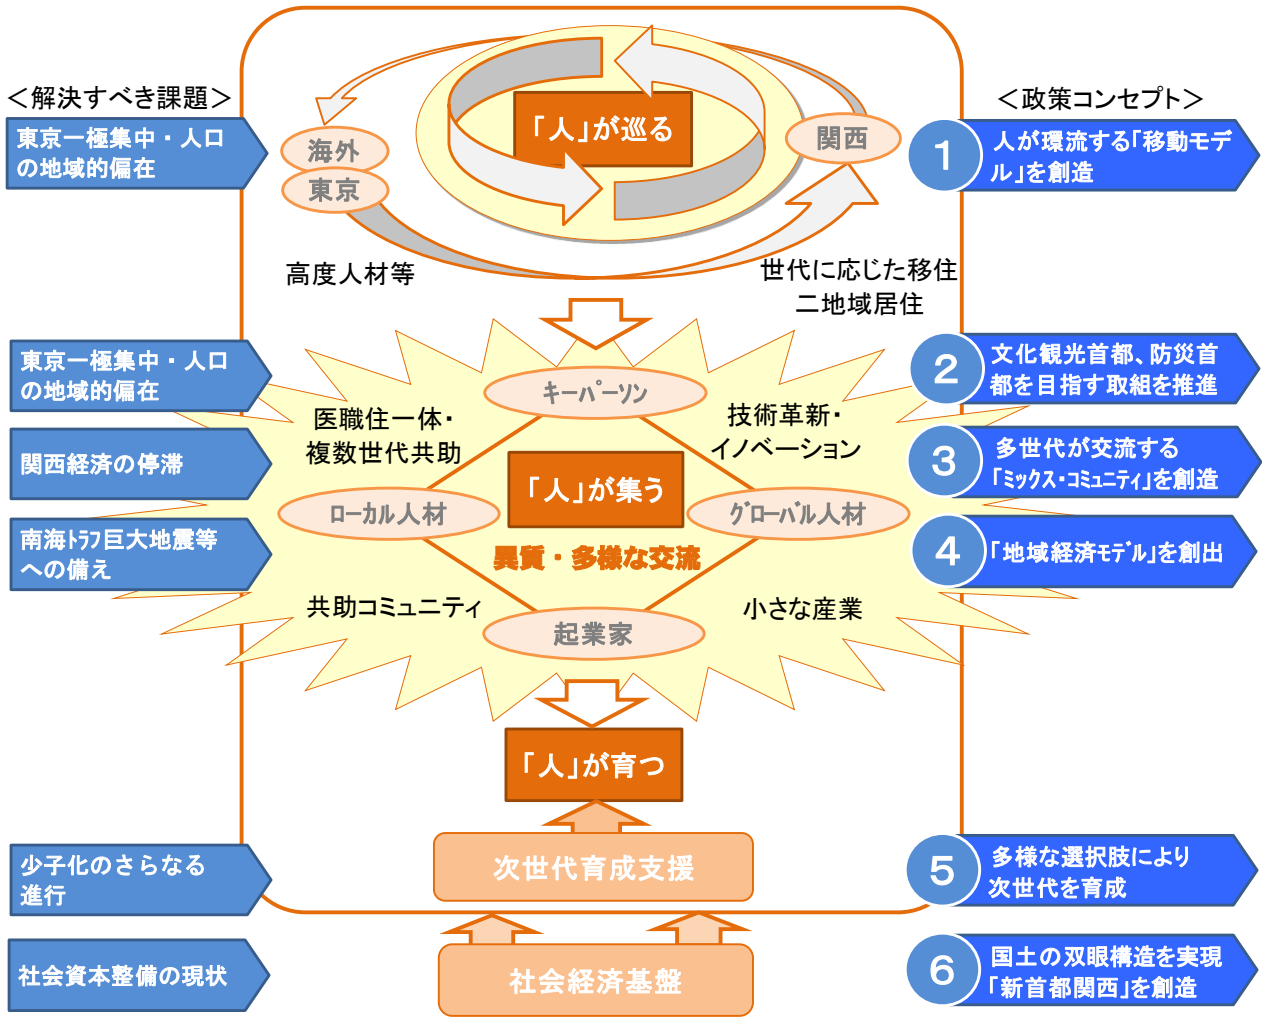 ＜解決すべき課題＞
東京一極集中・人口
の地域的偏在
「人」が巡る
海外
東京
関西
高度人材等
世代に応じた移住
二地域居住
＜政策コンセプト＞
1
人が環流する「移動モデ
ル」を創造
東京一極集中・人口
の地域的偏在
関西経済の停滞
南海ﾄﾗﾌ巨大地震等
への備え
キーパーソン
医職住一体・
複数世代共助
技術革新・
イノベーション
「人」が集う
ローカル人材
グローバル人材
異質・多様な交流
共助コミュニティ
小さな産業
起業家
2
文化観光首都、防災首
都を目指す取組を推進
3
多世代が交流する
「ﾐｯｸｽ・ｺﾐｭﾆﾃｨ」を創造
4
「地域経済ﾓﾃﾞﾙ」を創出
「人」が育つ
少子化のさらなる
進行
次世代育成支援
5
多様な選択肢により
次世代を育成
社会資本整備の現状
社会経済基盤
6
国土の双眼構造を実現
「新首都関西」を創造